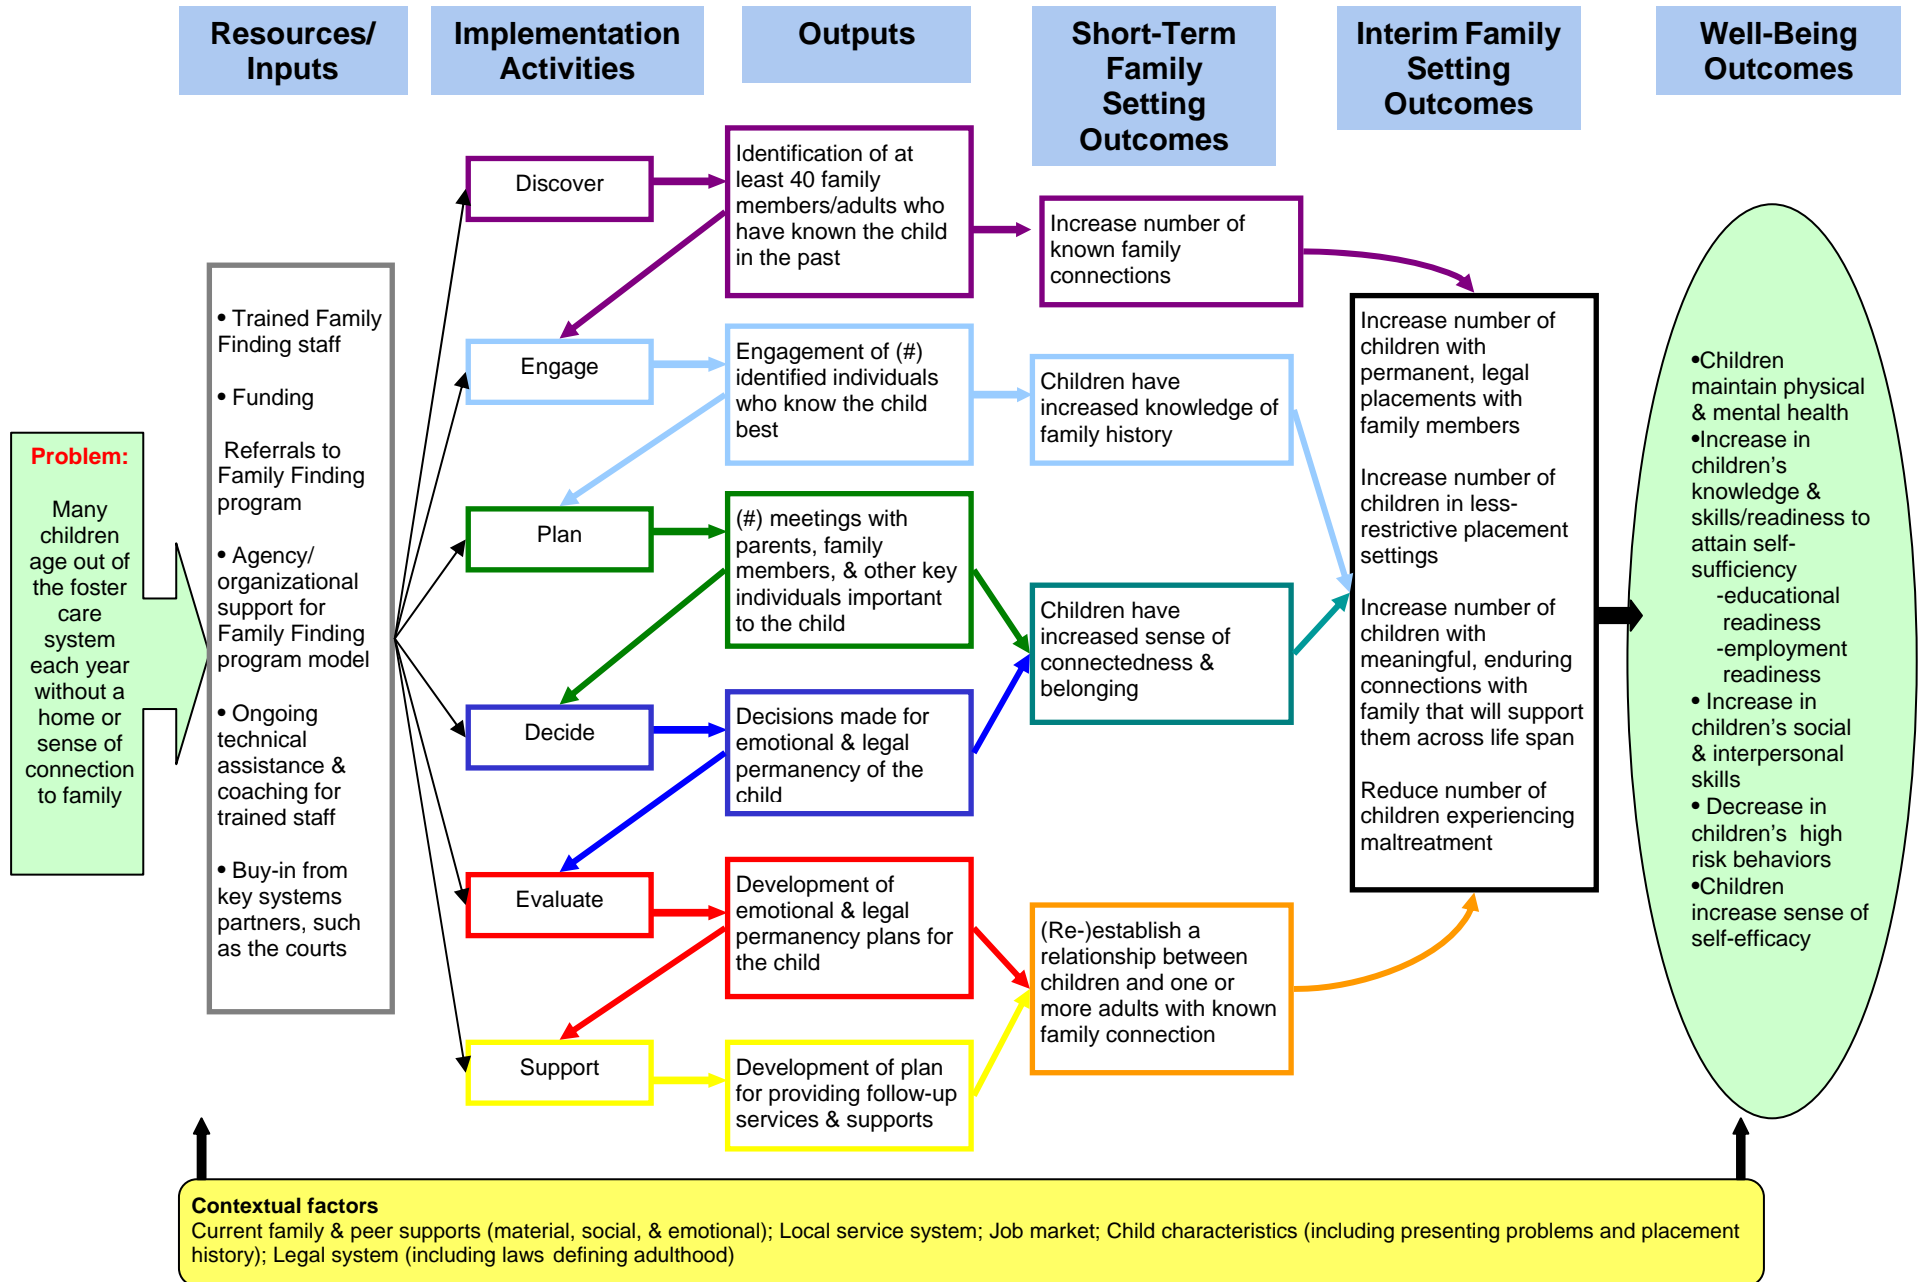 Resources/
Inputs
Implementation
Activities
Outputs
Short-Term
Family
Setting
Outcomes
Interim Family
Setting
Outcomes
Well-Being
Outcomes
Problem:
Many
children
age out of
the foster
care
system
each year
without a
home or
sense of
connection
to family
• Trained Family
Finding staff
• Funding
Referrals to
Family Finding
program
• Agency/
organizational
support for
Family Finding
program model
• Ongoing
technical
assistance &
coaching for
trained staff
• Buy-in from
key systems
partners, such
as the courts
Discover
Engage
Plan
Decide
Evaluate
Support
Identification of at
least 40 family
members/adults who
have known the child
in the past
Engagement of (#)
identified individuals
who know the child
best
(#) meetings with
parents, family
members, & other key
individuals important
to the child
Decisions made for
emotional & legal
permanency of the
child
Development of
emotional & legal
permanency plans for
the child
Development of plan
for providing follow-up
services & supports
Increase number of
known family
connections
Children have
increased knowledge of
family history
Children have
increased sense of
connectedness &
belonging
(Re-)establish a
relationship between
children and one or
more adults with known
family connection
Increase number of
children with
permanent, legal
placements with
family members
Increase number of
children in less-
restrictive placement
settings
Increase number of
children with
meaningful, enduring
connections with
family that will support
them across life span
Reduce number of
children experiencing
maltreatment
•Children
maintain physical
& mental health
•Increase in
children's
knowledge &
skills/readiness to
attain self-
sufficiency
-educational
readiness
-employment
readiness
• Increase in
children's social
& interpersonal
skills
• Decrease in
children's high
risk behaviors
•Children
increase sense of
self-efficacy
Contextual factors
Current family & peer supports (material, social, & emotional); Local service system; Job market; Child characteristics (including presenting problems and placement
history); Legal system (including laws defining adulthood)